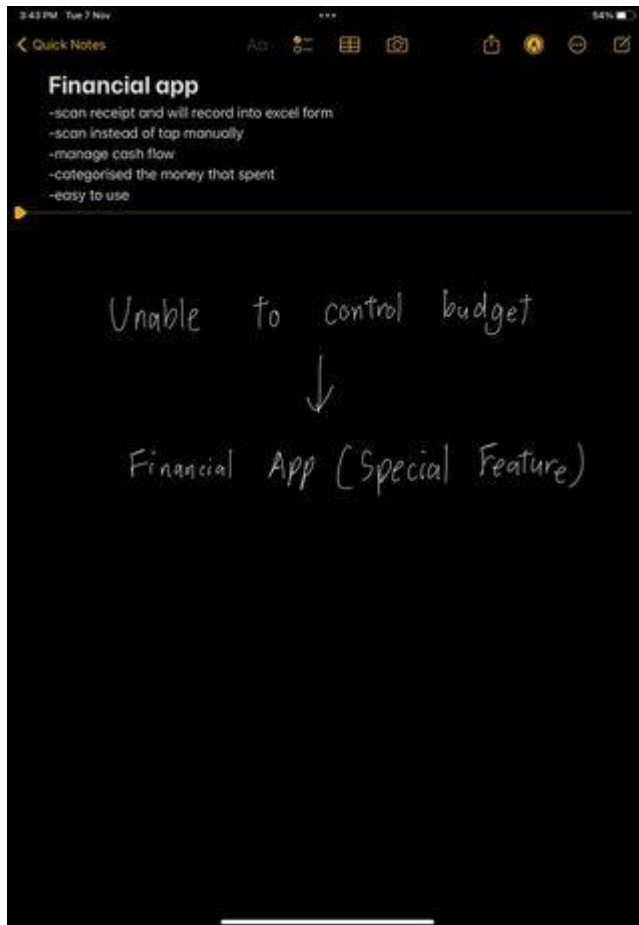 3:43 PM Tue 7 Nov 54%
Quick Notes Aa
Financial app
-scan receipt and will record into excel form
-scan instead of tap manually
-manage cash flow
-categorised the money that spent
-easy to use
Unable to control budget
Financial App (Special Feature)